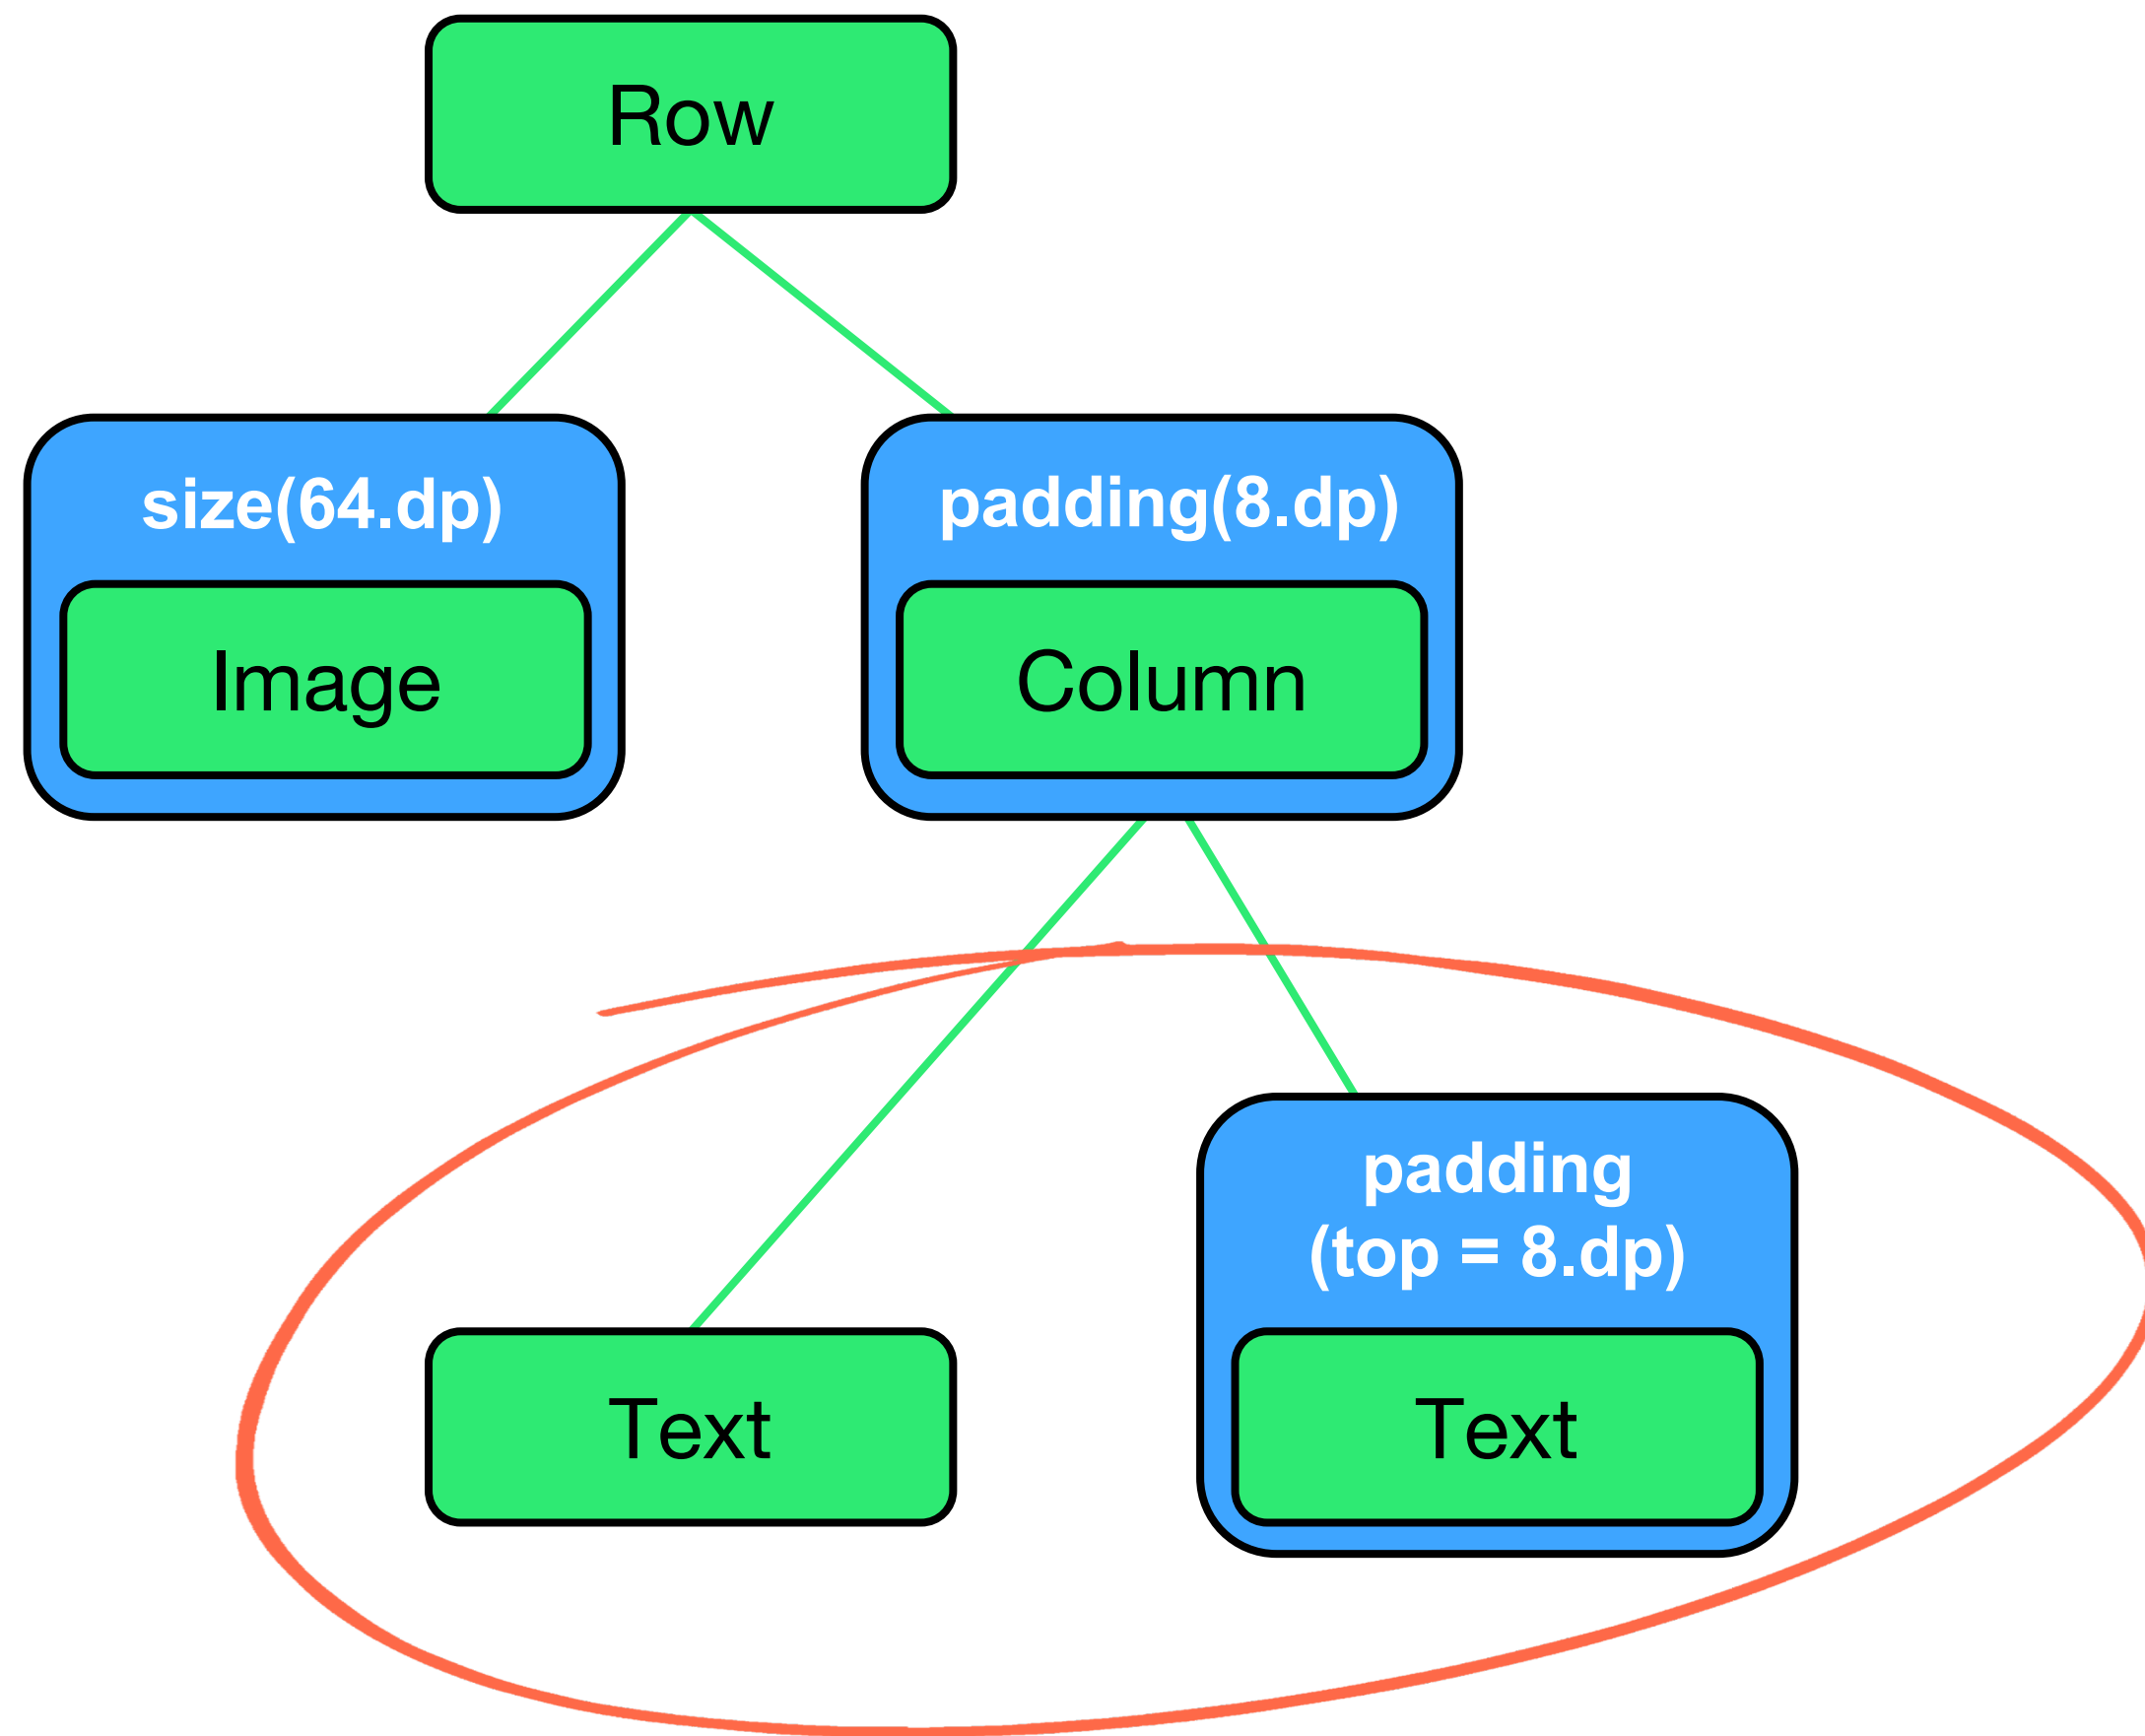 Row
size(64.dp)
Image
padding(8.dp)
Column
Text
padding
(top = 8.dp)
Text